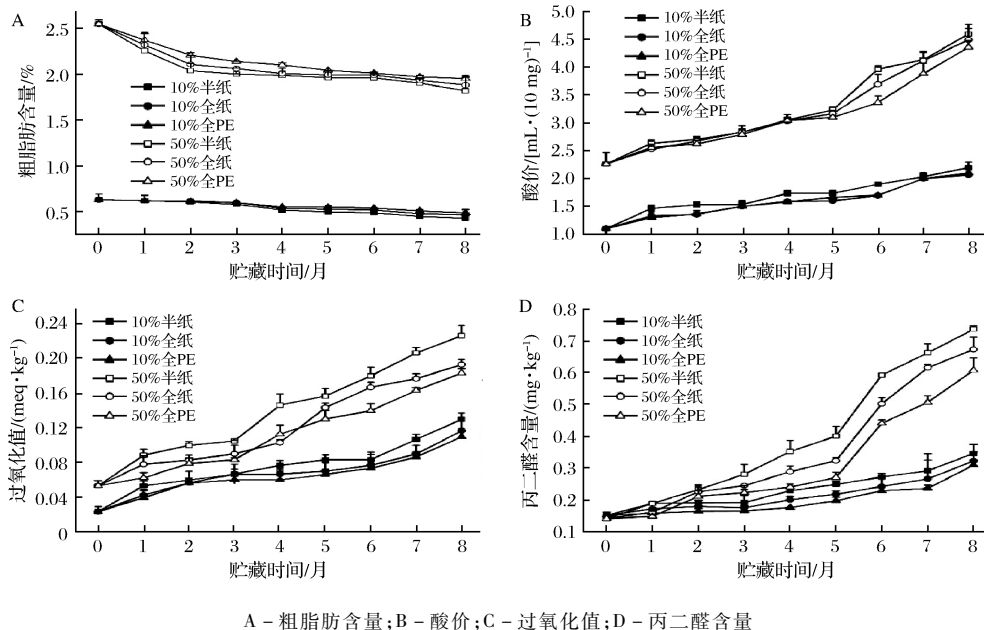 A
粗脂肪含量/%
2.5
2.0
1.5
1.0
0.5
10%半纸
10%全纸
10%全PE
50%半纸
50%全纸
50%全PE
0 1 2 3 4 5 6 7 8
贮藏时间/月
B
酸价/[mL·(10 mg)⁻¹]
5.0
4.5
4.0
3.5
3.0
2.5
2.0
1.5
1.0
10%半纸
10%全纸
10%全PE
50%半纸
50%全纸
50%全PE
0 1 2 3 4 5 6 7 8
贮藏时间/月
C
过氧化值/(meq·kg⁻¹)
0.24
0.20
0.16
0.12
0.08
0.04
0
10%半纸
10%全纸
10%全PE
50%半纸
50%全纸
50%全PE
0 1 2 3 4 5 6 7 8
贮藏时间/月
D
丙二醛含量/(mg·kg⁻¹)
0.8
0.7
0.6
0.5
0.4
0.3
0.2
0.1
10%半纸
10%全纸
10%全PE
50%半纸
50%全纸
50%全PE
0 1 2 3 4 5 6 7 8
贮藏时间/月
A－粗脂肪含量;B－酸价;C－过氧化值;D－丙二醛含量